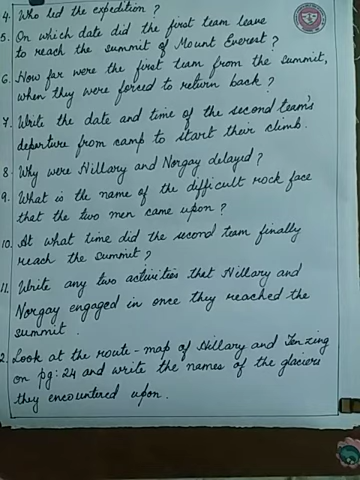 4. Who led the expedition?
5. On which date did the first team leave
to reach the summit of Mount Everest?
6. How far were the first team from the summit,
when they were forced to return back?
7. Write the date and time of the second team's
departure from camp to start their climb.
8. Why were Hillary and Norgay delayed?
9. What is the name of the difficult rock face
that the two men came upon?
10. At what time did the second team finally
reach the summit?
11. Write any two activities that Hillary and
Norgay engaged in once they reached the
summit.
2. Look at the route-map of Hillary and Tenzing
on pg:24 and write the names of the glaciers
they encountered upon.